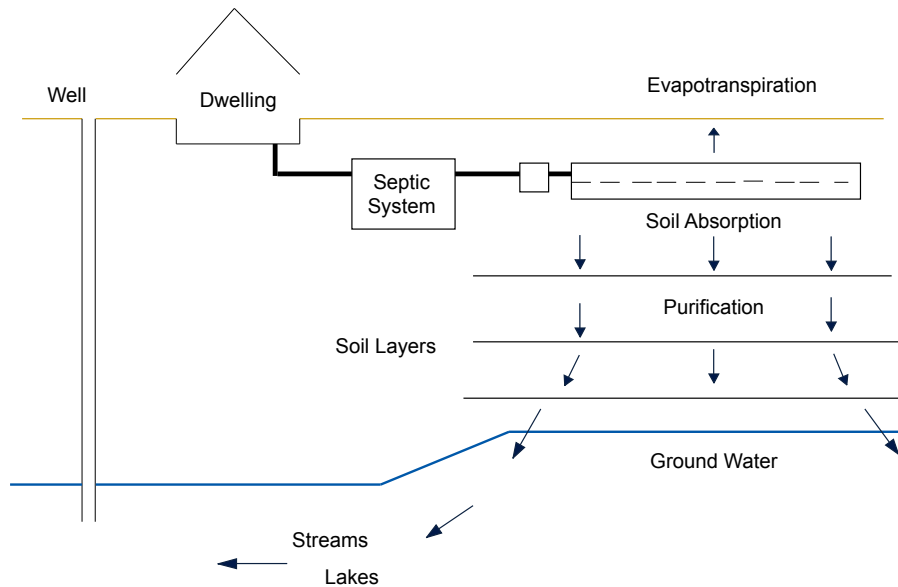 Well
Dwelling
Evapotranspiration
Septic
System
Soil Absorption
Purification
Soil Layers
Ground Water
Streams
Lakes